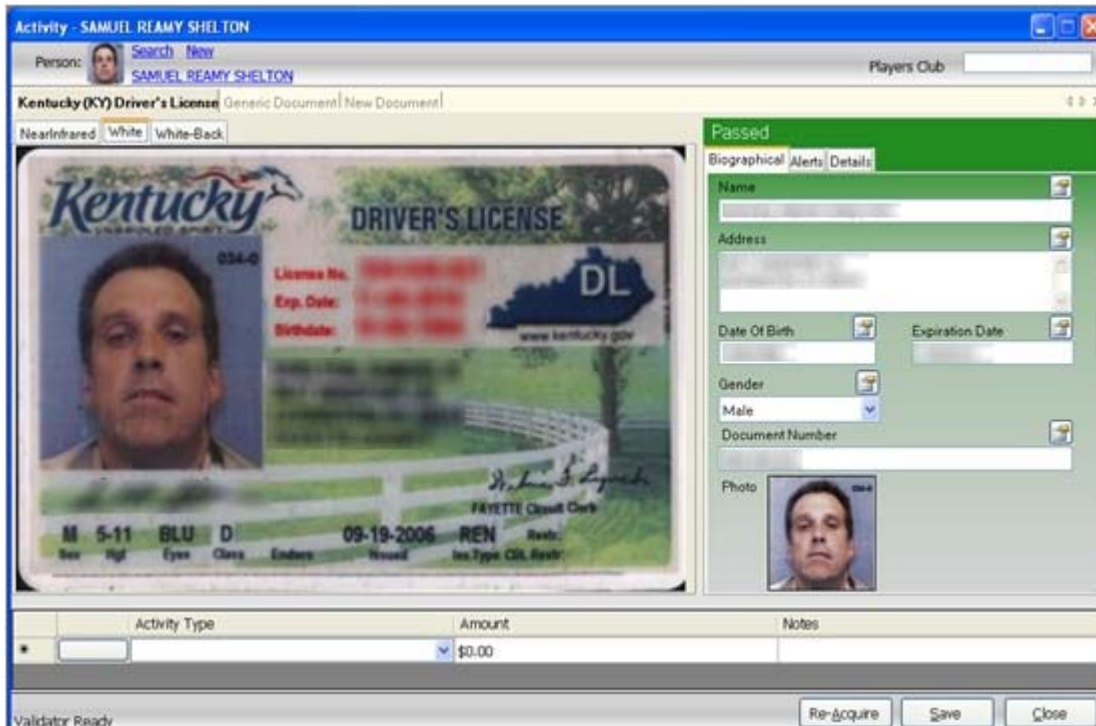 Activity - SAMUEL REAMY SHELTON
Person: Search New
SAMUEL REAMY SHELTON
Players Club
Kentucky (KY) Driver's License Generic Document New Document
NearInfrared White White-Back
Passed
Biographical Alerts Details
Kentucky
UNBRIDLED SPIRIT
DRIVER'S LICENSE
034-0
License No.
Exp. Date:
Birthdate:
DL
www.kentucky.gov
FAYETTE Circuit Clerk
M 5-11 BLU D 09-19-2006 REN Restr:
Sex Hgt Eyes Class Endors Issued Iss.Type CDL Restr:
Name
Address
Date Of Birth Expiration Date
Gender
Male
Document Number
Photo
Activity Type Amount Notes
* $0.00
Validator Ready Re-Acquire Save Close